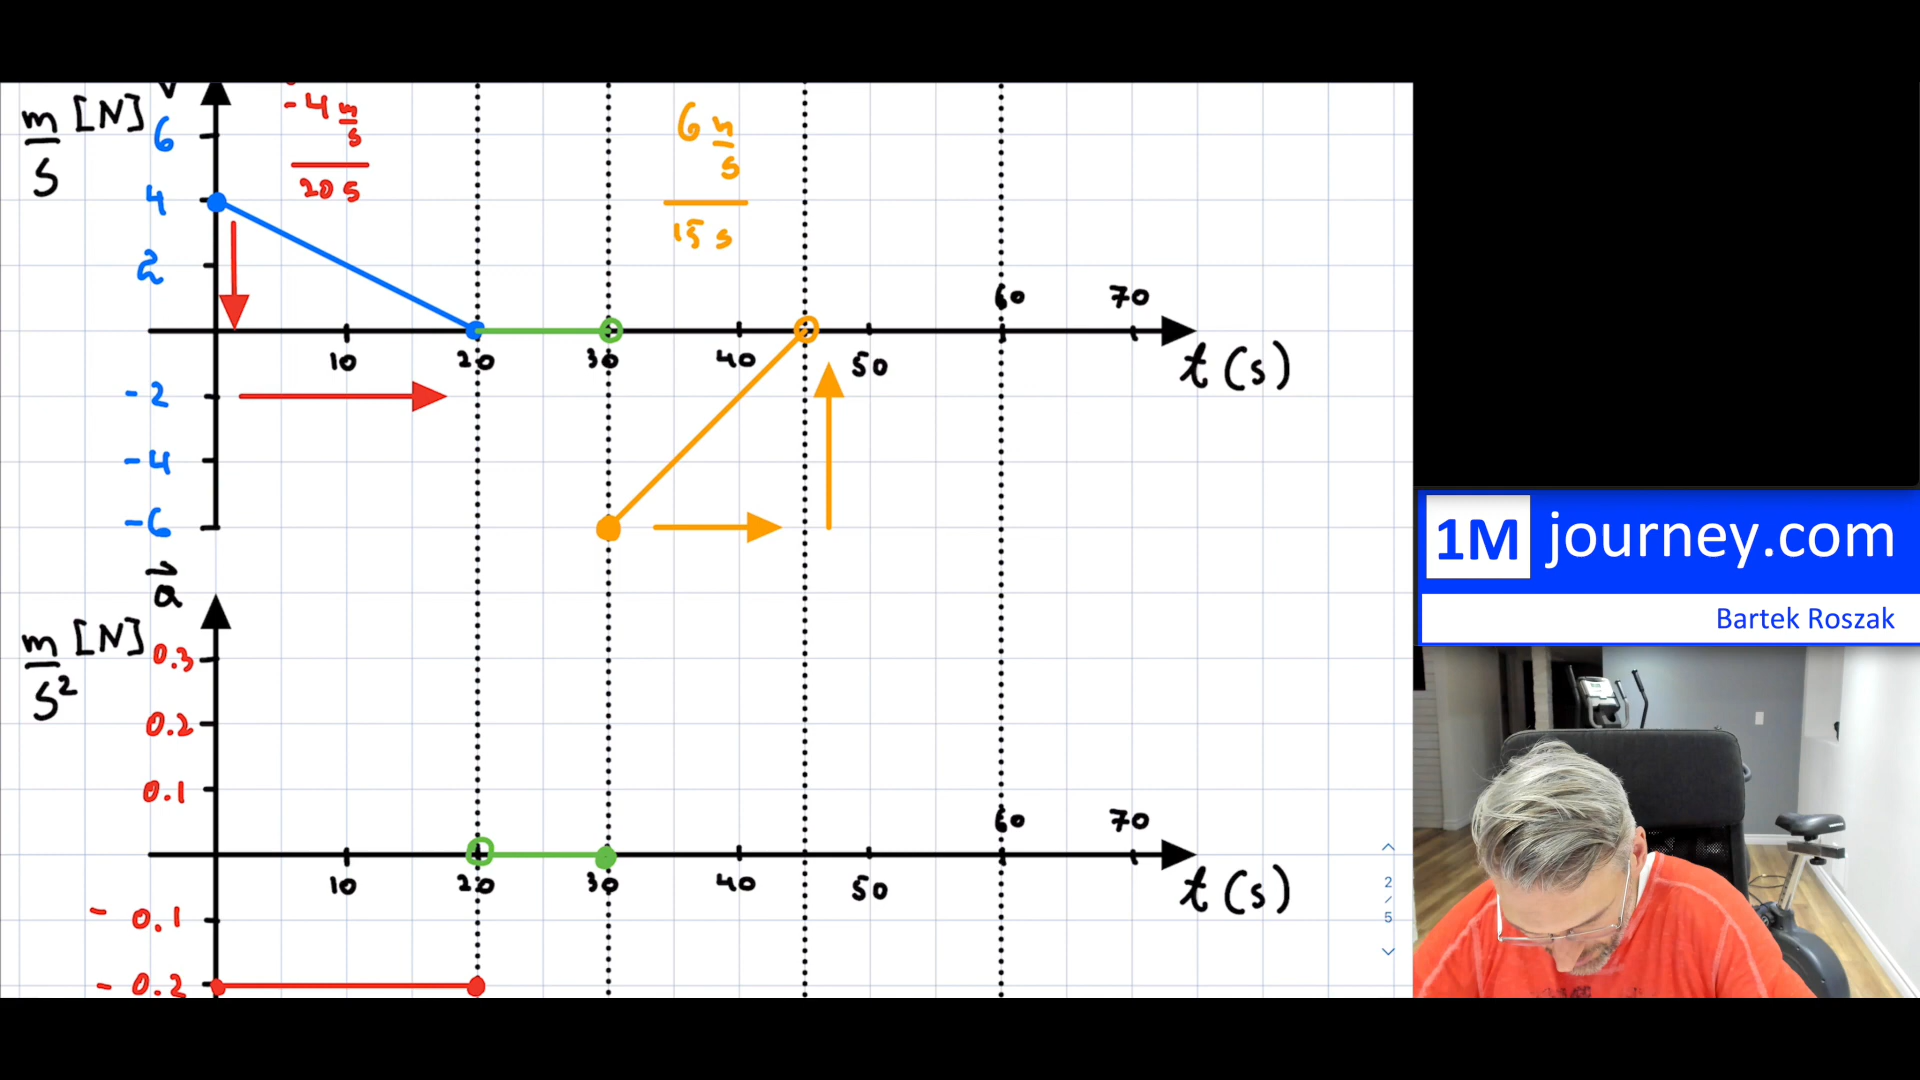 m/s [N]
6
4
2
-2
-4
-6
-4 m/s
20 s
6 m/s
15 s
10 20 30 40 50 60 70
t (s)
a
m/s² [N]
0.3
0.2
0.1
-0.1
-0.2
10 20 30 40 50 60 70
t (s)
2
/
5
1M journey.com
Bartek Roszak